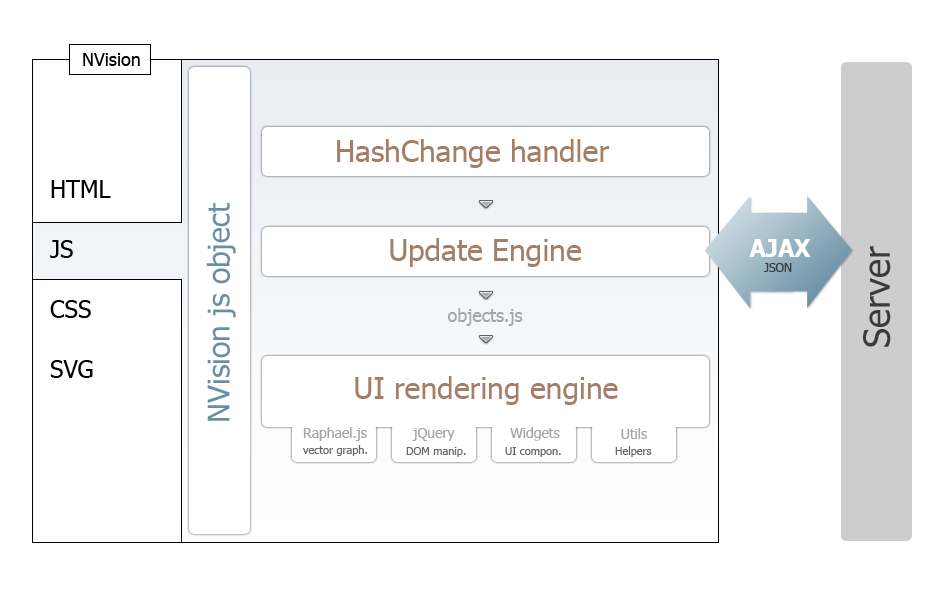 NVision
HTML
JS
CSS
SVG
NVision js object
HashChange handler
Update Engine
objects.js
UI rendering engine
Raphael.js
vector graph.
jQuery
DOM manip.
Widgets
UI compon.
Utils
Helpers
AJAX
JSON
Server